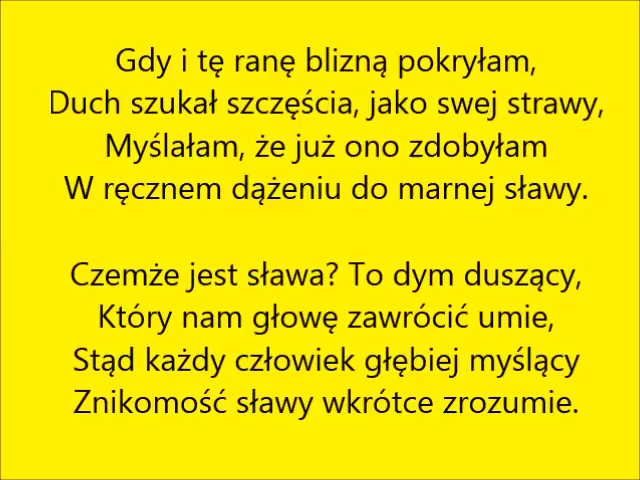 Gdy i tę ranę blizną pokryłam,
Duch szukał szczęścia, jako swej strawy,
Myślałam, że już ono zdobyłam
W ręcznem dążeniu do marnej sławy.
Czemże jest sława? To dym duszący,
Który nam głowę zawrócić umie,
Stąd każdy człowiek głębiej myślący
Znikomość sławy wkrótce zrozumie.